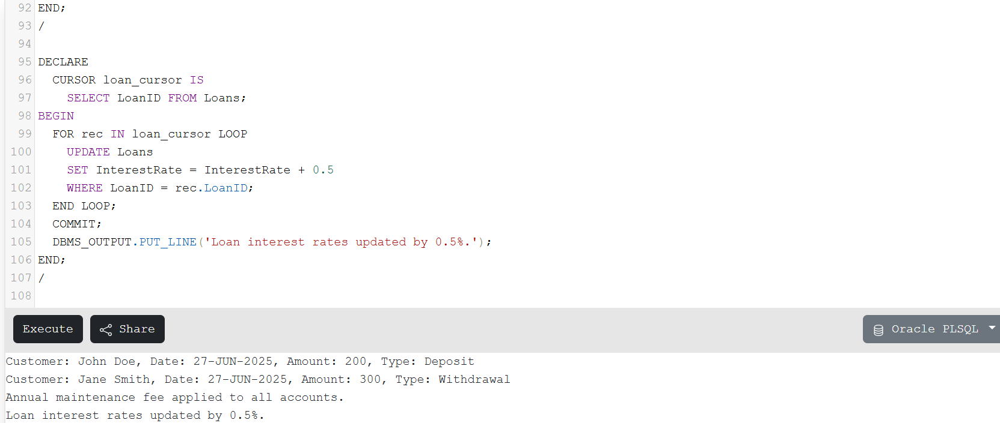 92 END;
93 /
94
95 DECLARE
96   CURSOR loan_cursor IS
97     SELECT LoanID FROM Loans;
98 BEGIN
99   FOR rec IN loan_cursor LOOP
100     UPDATE Loans
101     SET InterestRate = InterestRate + 0.5
102     WHERE LoanID = rec.LoanID;
103   END LOOP;
104   COMMIT;
105   DBMS_OUTPUT.PUT_LINE('Loan interest rates updated by 0.5%.');
106 END;
107 /
108
Execute Share Oracle PLSQL
Customer: John Doe, Date: 27-JUN-2025, Amount: 200, Type: Deposit
Customer: Jane Smith, Date: 27-JUN-2025, Amount: 300, Type: Withdrawal
Annual maintenance fee applied to all accounts.
Loan interest rates updated by 0.5%.